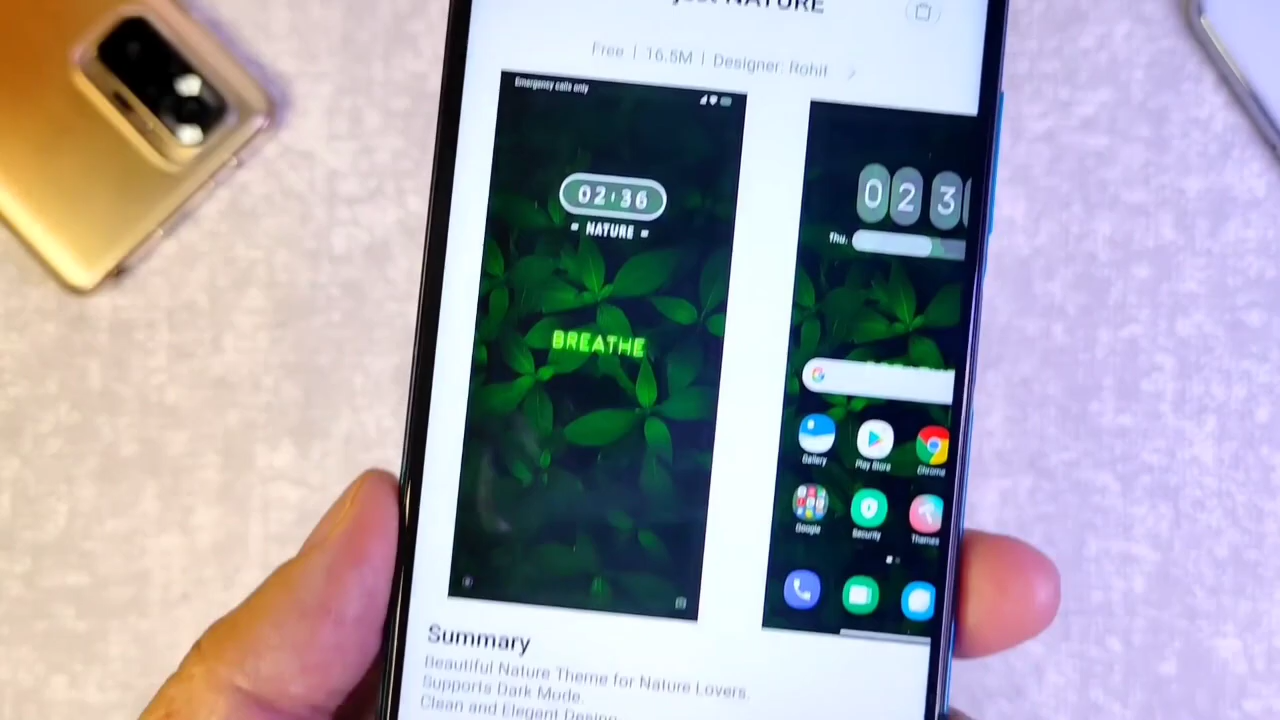 NATURE
Free | 16.5M | Designer: Rohit
Emergency calls only
02:36
NATURE
BREATHE
02 3
Thu.
Gallery
Play Store
Chrome
Google
Security
Themes
Summary
Beautiful Nature Theme for Nature Lovers.
Supports Dark Mode.
Clean and Elegant Design